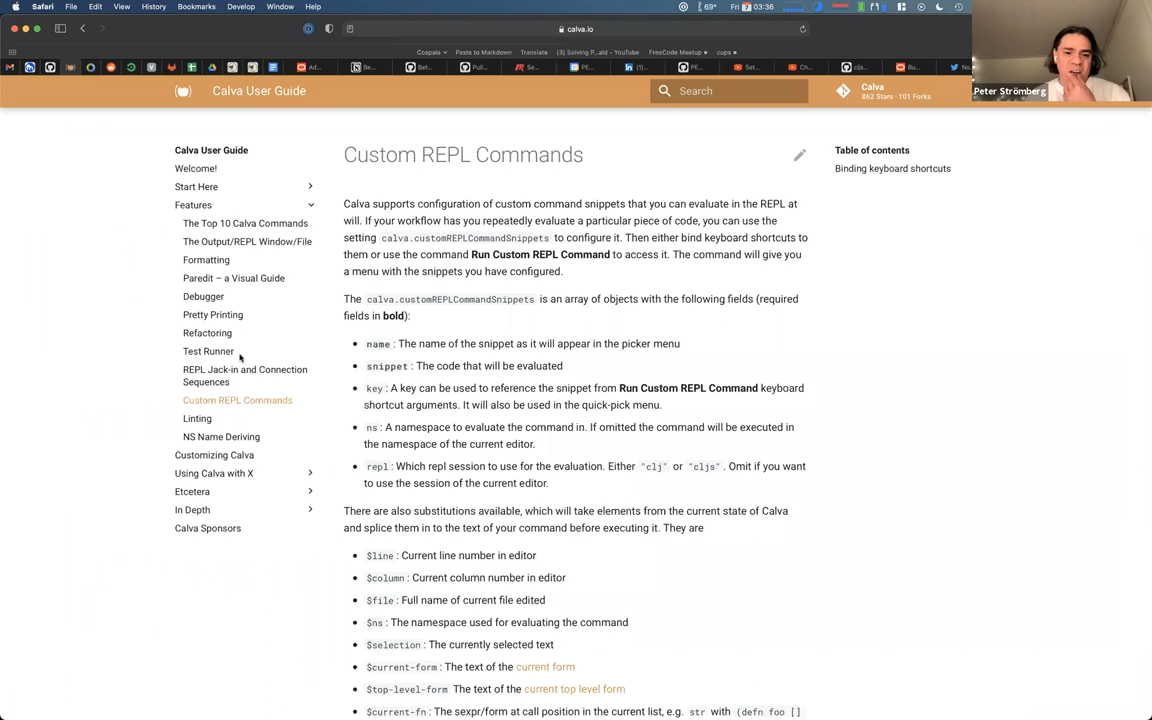 Safari File Edit View History Bookmarks Develop Window Help
69° Fri 7 03:36
calva.io
Cospaia Paste to Markdown Translate (3) Solving P...ald – YouTube FreeCode Meetup cups
Ad... Be... Bet... Pull... Se... PE... (1)... PE... Set... Ch... cljs... Bu... No
Calva User Guide
Search
Calva
862 Stars · 101 Forks
Peter Strömberg
Calva User Guide
Welcome!
Start Here
Features
The Top 10 Calva Commands
The Output/REPL Window/File
Formatting
Paredit – a Visual Guide
Debugger
Pretty Printing
Refactoring
Test Runner
REPL Jack-in and Connection
Sequences
Custom REPL Commands
Linting
NS Name Deriving
Customizing Calva
Using Calva with X
Etcetera
In Depth
Calva Sponsors
Custom REPL Commands
Calva supports configuration of custom command snippets that you can evaluate in the REPL at
will. If your workflow has you repeatedly evaluate a particular piece of code, you can use the
setting calva.customREPLCommandSnippets to configure it. Then either bind keyboard shortcuts to
them or use the command Run Custom REPL Command to access it. The command will give you
a menu with the snippets you have configured.
The calva.customREPLCommandSnippets is an array of objects with the following fields (required
fields in bold):
name: The name of the snippet as it will appear in the picker menu
snippet: The code that will be evaluated
key: A key can be used to reference the snippet from Run Custom REPL Command keyboard
shortcut arguments. It will also be used in the quick-pick menu.
ns: A namespace to evaluate the command in. If omitted the command will be executed in
the namespace of the current editor.
repl: Which repl session to use for the evaluation. Either "clj" or "cljs". Omit if you want
to use the session of the current editor.
There are also substitutions available, which will take elements from the current state of Calva
and splice them in to the text of your command before executing it. They are
$line: Current line number in editor
$column: Current column number in editor
$file: Full name of current file edited
$ns: The namespace used for evaluating the command
$selection: The currently selected text
$current-form: The text of the current form
$top-level-form The text of the current top level form
$current-fn: The sexpr/form at call position in the current list, e.g. str with (defn foo []
Table of contents
Binding keyboard shortcuts